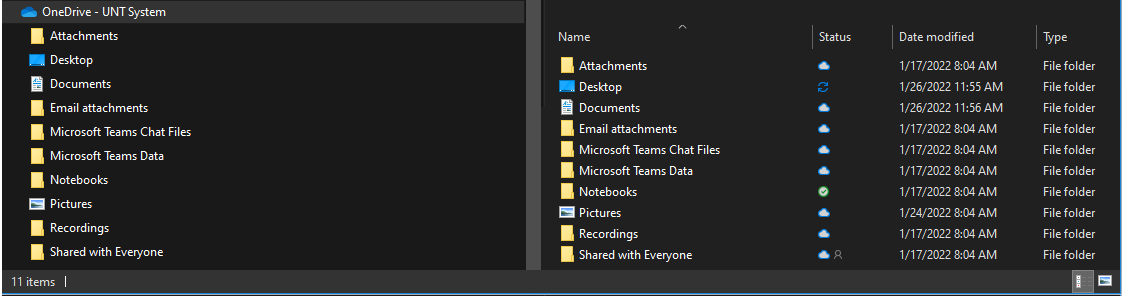 OneDrive - UNT System
Attachments
Desktop
Documents
Email attachments
Microsoft Teams Chat Files
Microsoft Teams Data
Notebooks
Pictures
Recordings
Shared with Everyone
Name Status Date modified Type
Attachments 1/17/2022 8:04 AM File folder
Desktop 1/26/2022 11:55 AM File folder
Documents 1/26/2022 11:56 AM File folder
Email attachments 1/17/2022 8:04 AM File folder
Microsoft Teams Chat Files 1/17/2022 8:04 AM File folder
Microsoft Teams Data 1/17/2022 8:04 AM File folder
Notebooks 1/17/2022 8:04 AM File folder
Pictures 1/24/2022 8:04 AM File folder
Recordings 1/17/2022 8:04 AM File folder
Shared with Everyone 1/17/2022 8:04 AM File folder
11 items